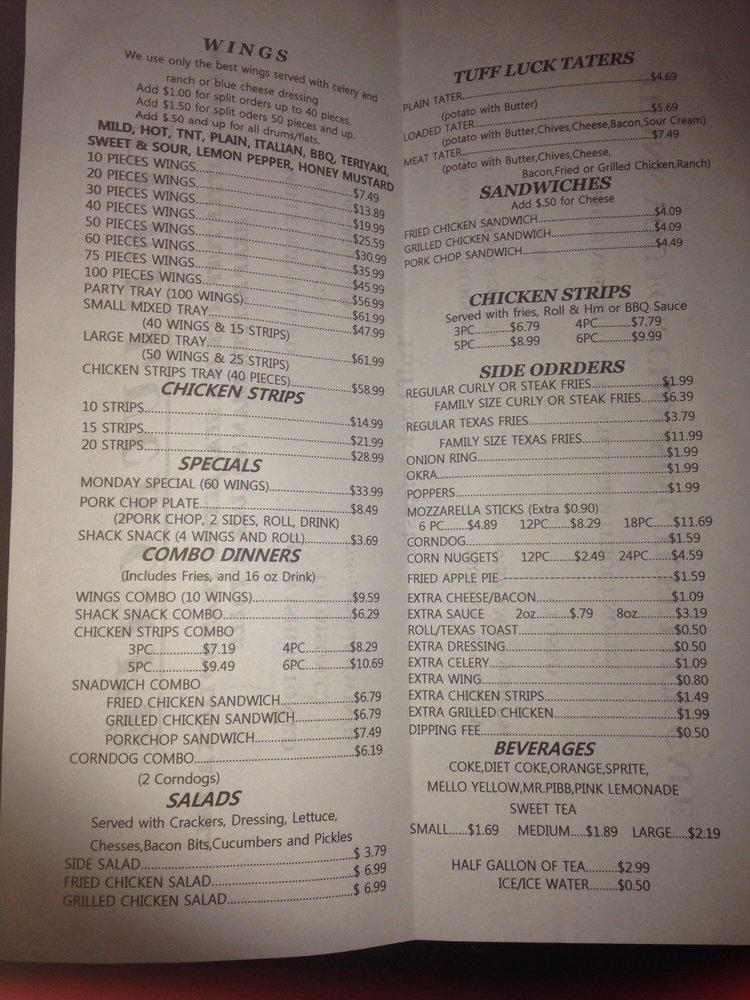 WINGS
We use only the best wings served with celery and
ranch or blue cheese dressing
Add $1.00 for split orders up to 40 pieces.
Add $1.50 for split oders 50 pieces and up.
Add $.50 and up for all drums/flats.
MILD, HOT, TNT, PLAIN, ITALIAN, BBQ, TERIYAKI,
SWEET & SOUR, LEMON PEPPER, HONEY MUSTARD
10 PIECES WINGS...$7.49
20 PIECES WINGS...$13.89
30 PIECES WINGS...$19.99
40 PIECES WINGS...$25.59
50 PIECES WINGS...$30.99
60 PIECES WINGS...$35.99
75 PIECES WINGS...$45.99
100 PIECES WINGS...$56.99
PARTY TRAY (100 WINGS)...$61.99
SMALL MIXED TRAY...$47.99
(40 WINGS & 15 STRIPS)
LARGE MIXED TRAY...$61.99
(50 WINGS & 25 STRIPS)
CHICKEN STRIPS TRAY (40 PIECES)...$58.99
CHICKEN STRIPS
10 STRIPS...$14.99
15 STRIPS...$21.99
20 STRIPS...$28.99
SPECIALS
MONDAY SPECIAL (60 WINGS)...$33.99
PORK CHOP PLATE...$8.49
(2PORK CHOP, 2 SIDES, ROLL, DRINK)
SHACK SNACK (4 WINGS AND ROLL)...$3.69
COMBO DINNERS
(Includes Fries, and 16 oz Drink)
WINGS COMBO (10 WINGS)...$9.59
SHACK SNACK COMBO...$6.29
CHICKEN STRIPS COMBO
3PC...$7.19 4PC...$8.29
5PC...$9.49 6PC...$10.69
SNADWICH COMBO
FRIED CHICKEN SANDWICH...$6.79
GRILLED CHICKEN SANDWICH...$6.79
PORKCHOP SANDWICH...$7.49
CORNDOG COMBO...$6.19
(2 Corndogs)
SALADS
Served with Crackers, Dressing, Lettuce,
Chesses,Bacon Bits,Cucumbers and Pickles
SIDE SALAD...$ 3.79
FRIED CHICKEN SALAD...$ 6.99
GRILLED CHICKEN SALAD...$ 6.99
TUFF LUCK TATERS
PLAIN TATER...$4.69
(potato with Butter)
LOADED TATER...$5.69
(potato with Butter,Chives,Cheese,Bacon,Sour Cream)
MEAT TATER...$7.49
(potato with Butter,Chives,Cheese,
Bacon,Fried or Grilled Chicken,Ranch)
SANDWICHES
Add $.50 for Cheese
FRIED CHICKEN SANDWICH...$4.09
GRILLED CHICKEN SANDWICH...$4.09
PORK CHOP SANDWICH...$4.49
CHICKEN STRIPS
Served with fries, Roll & Hm or BBQ Sauce
3PC...$6.79 4PC...$7.79
5PC...$8.99 6PC...$9.99
SIDE ODRDERS
REGULAR CURLY OR STEAK FRIES...$1.99
FAMILY SIZE CURLY OR STEAK FRIES...$6.39
REGULAR TEXAS FRIES...$3.79
FAMILY SIZE TEXAS FRIES...$11.99
ONION RING...$1.99
OKRA...$1.99
POPPERS...$1.99
MOZZARELLA STICKS (Extra $0.90)
6 PC...$4.89 12PC...$8.29 18PC...$11.69
CORNDOG...$1.59
CORN NUGGETS 12PC...$2.49 24PC...$4.59
FRIED APPLE PIE ---$1.59
EXTRA CHEESE/BACON...$1.09
EXTRA SAUCE 2oz...$.79 8oz...$3.19
ROLL/TEXAS TOAST...$0.50
EXTRA DRESSING...$0.50
EXTRA CELERY...$1.09
EXTRA WING...$0.80
EXTRA CHICKEN STRIPS...$1.49
EXTRA GRILLED CHICKEN...$1.99
DIPPING FEE...$0.50
BEVERAGES
COKE,DIET COKE,ORANGE,SPRITE,
MELLO YELLOW,MR.PIBB,PINK LEMONADE
SWEET TEA
SMALL...$1.69 MEDIUM...$1.89 LARGE...$2.19
HALF GALLON OF TEA...$2.99
ICE/ICE WATER...$0.50